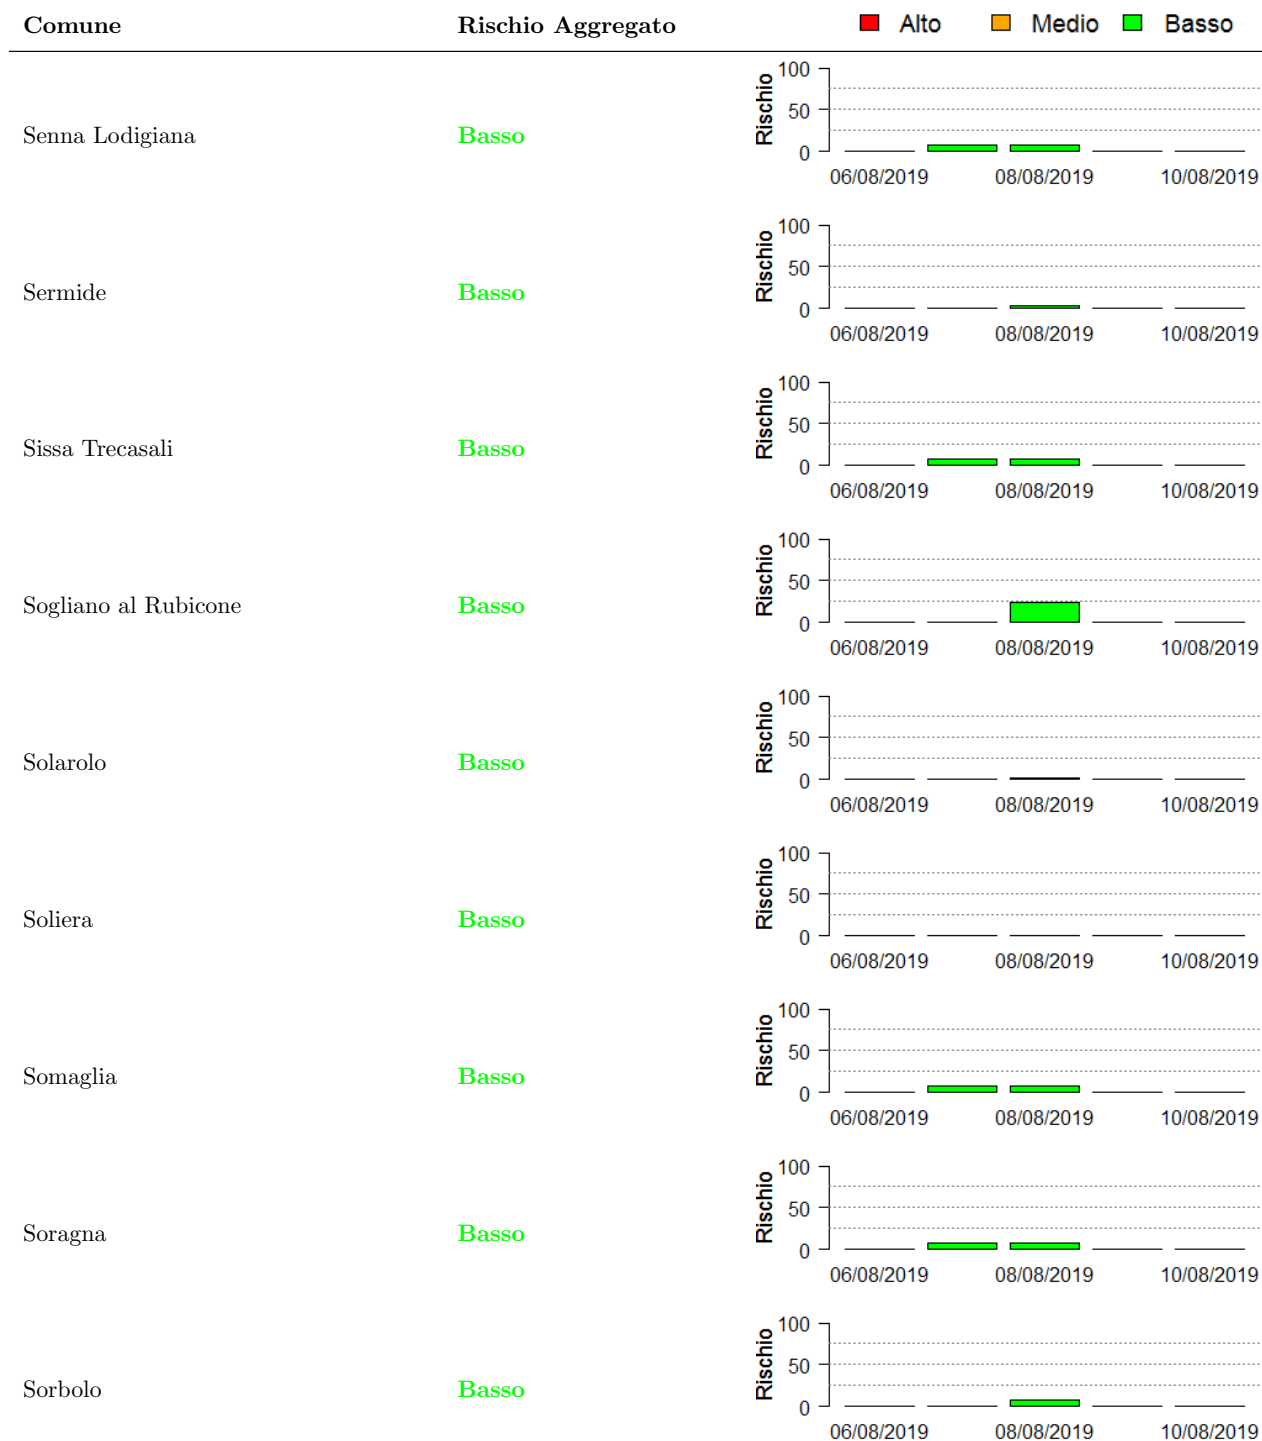 Comune Rischio Aggregato Alto Medio Basso
Senna Lodigiana Basso Rischio 100 50 0
06/08/2019 08/08/2019 10/08/2019
Sermide Basso Rischio 100 50 0
06/08/2019 08/08/2019 10/08/2019
Sissa Trecasali Basso Rischio 100 50 0
06/08/2019 08/08/2019 10/08/2019
Sogliano al Rubicone Basso Rischio 100 50 0
06/08/2019 08/08/2019 10/08/2019
Solarolo Basso Rischio 100 50 0
06/08/2019 08/08/2019 10/08/2019
Soliera Basso Rischio 100 50 0
06/08/2019 08/08/2019 10/08/2019
Somaglia Basso Rischio 100 50 0
06/08/2019 08/08/2019 10/08/2019
Soragna Basso Rischio 100 50 0
06/08/2019 08/08/2019 10/08/2019
Sorbolo Basso Rischio 100 50 0
06/08/2019 08/08/2019 10/08/2019